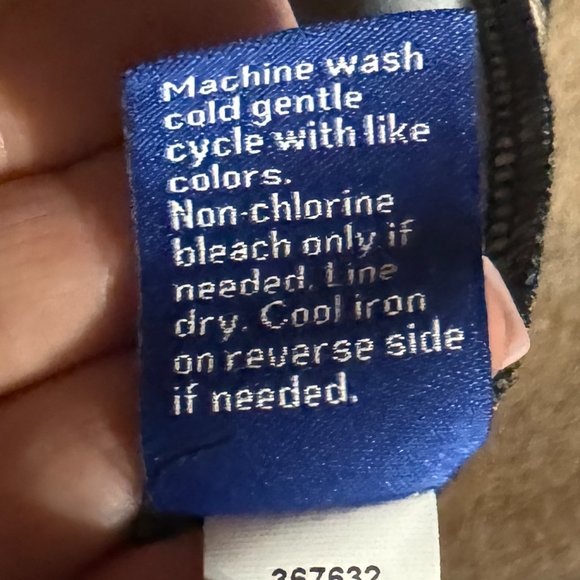 Machine wash
cold gentle
cycle with like
colors.
Non-chlorine
bleach only if
needed. Line
dry. Cool iron
on reverse side
if needed.
367632